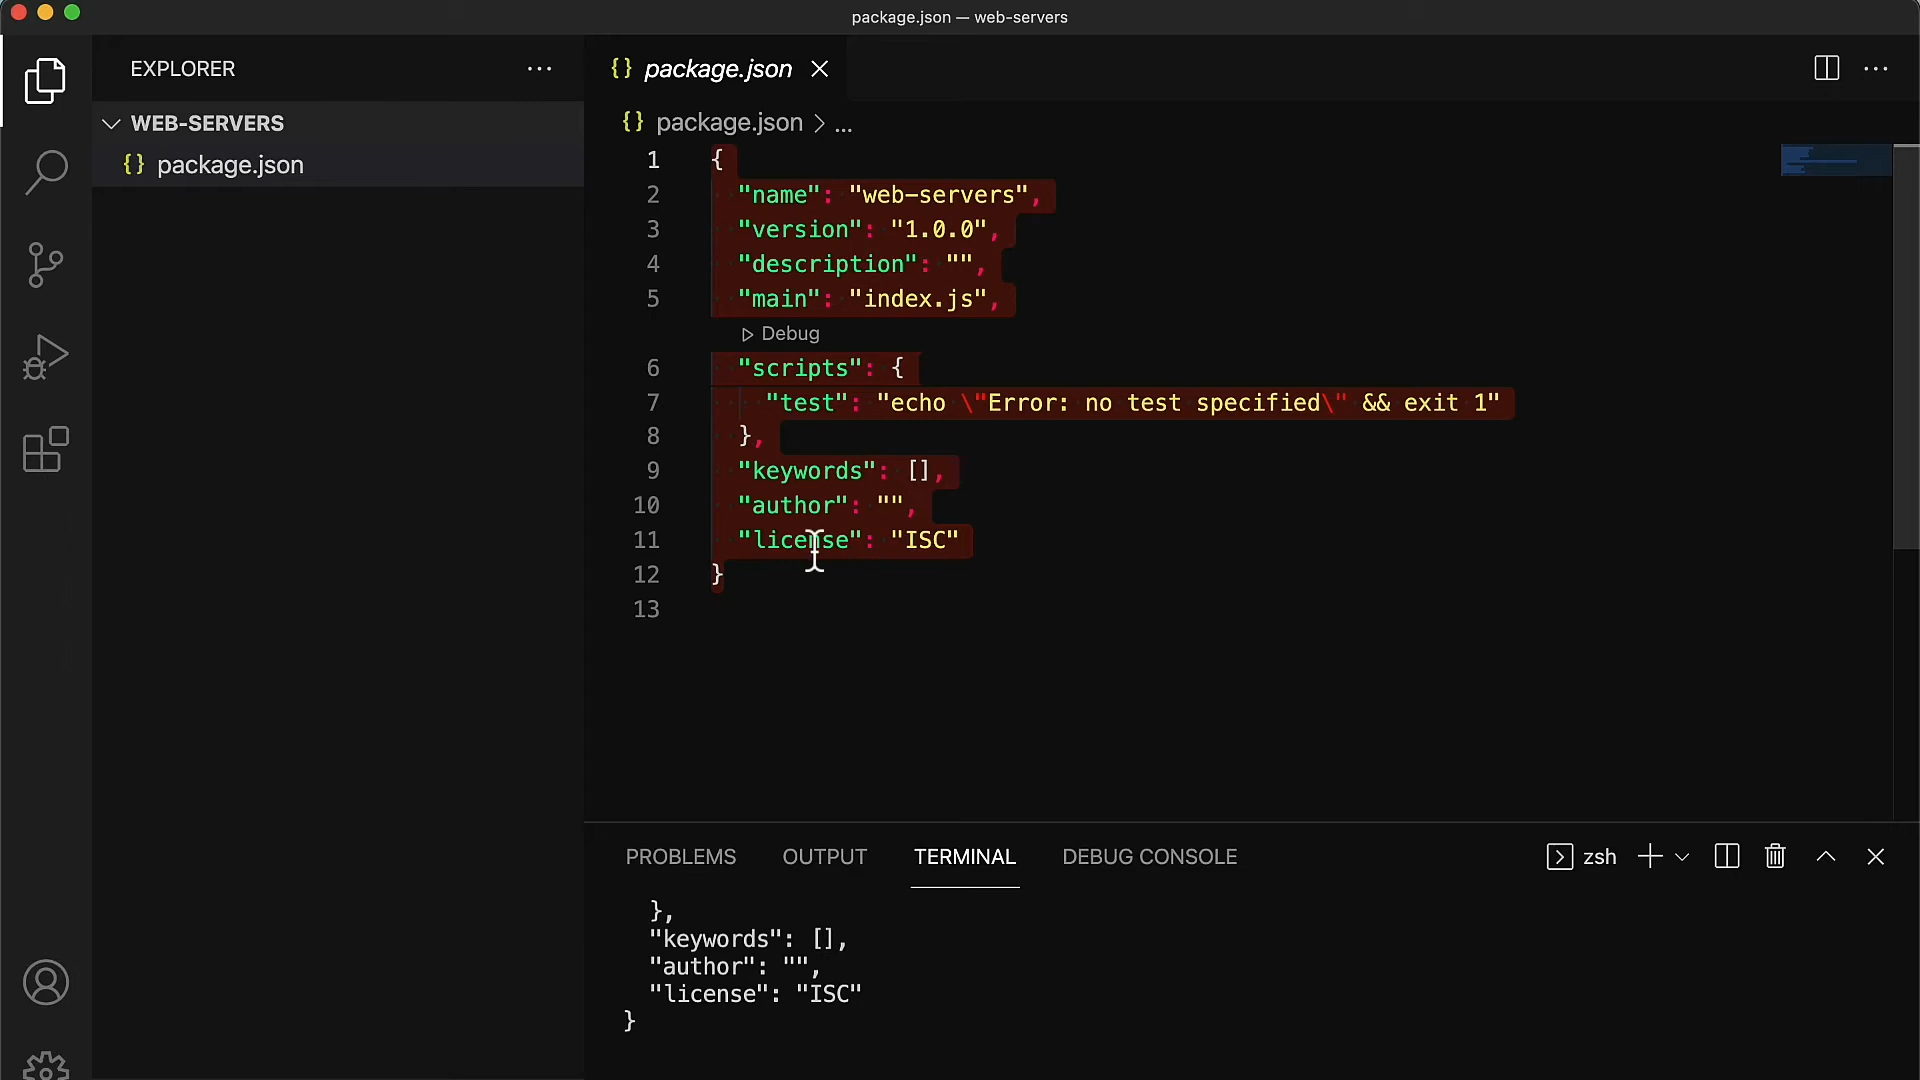 package.json — web-servers
EXPLORER
WEB-SERVERS
{} package.json
{} package.json
{} package.json > ...
1 {
2 "name": "web-servers",
3 "version": "1.0.0",
4 "description": "",
5 "main": "index.js",
Debug
6 "scripts": {
7 "test": "echo \"Error: no test specified\" && exit 1"
8 },
9 "keywords": [],
10 "author": "",
11 "license": "ISC"
12 }
13
PROBLEMS OUTPUT TERMINAL DEBUG CONSOLE zsh
},
"keywords": [],
"author": "",
"license": "ISC"
}